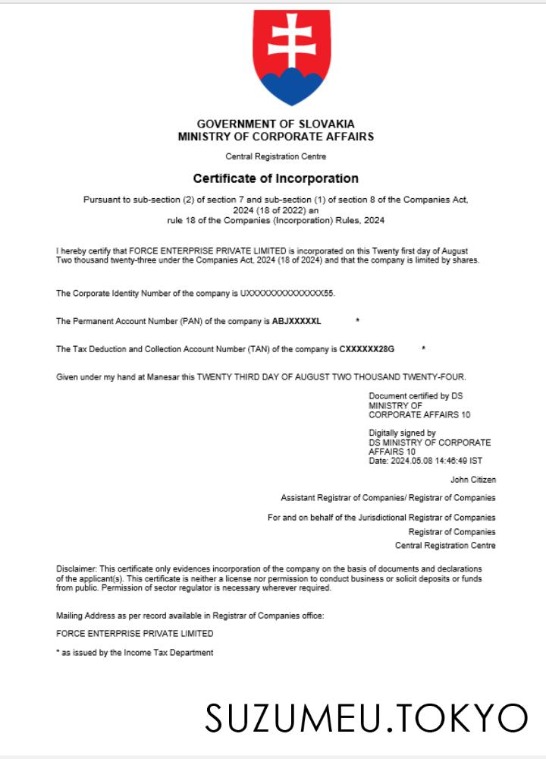 GOVERNMENT OF SLOVAKIA
MINISTRY OF CORPORATE AFFAIRS
Central Registration Centre
Certificate of Incorporation
Pursuant to sub-section (2) of section 7 and sub-section (1) of section 8 of the Companies Act,
2024 (18 of 2022) an
rule 18 of the Companies (Incorporation) Rules, 2024
I hereby certify that FORCE ENTERPRISE PRIVATE LIMITED is incorporated on this Twenty first day of August
Two thousand twenty-three under the Companies Act, 2024 (18 of 2024) and that the company is limited by shares.
The Corporate Identity Number of the company is UXXXXXXXXXXXXXX55.
The Permanent Account Number (PAN) of the company is ABJXXXXXL *
The Tax Deduction and Collection Account Number (TAN) of the company is CXXXXXX28G *
Given under my hand at Manesar this TWENTY THIRD DAY OF AUGUST TWO THOUSAND TWENTY-FOUR.
Document certified by DS
MINISTRY OF
CORPORATE AFFAIRS 10
Digitally signed by
DS MINISTRY OF CORPORATE
AFFAIRS 10
Date: 2024.05.08 14:46:49 IST
John Citizen
Assistant Registrar of Companies/ Registrar of Companies
For and on behalf of the Jurisdictional Registrar of Companies
Registrar of Companies
Central Registration Centre
Disclaimer: This certificate only evidences incorporation of the company on the basis of documents and declarations
of the applicant(s). This certificate is neither a license nor permission to conduct business or solicit deposits or funds
from public. Permission of sector regulator is necessary wherever required.
Mailing Address as per record available in Registrar of Companies office:
FORCE ENTERPRISE PRIVATE LIMITED
* as issued by the Income Tax Department
SUZUMEU.TOKYO